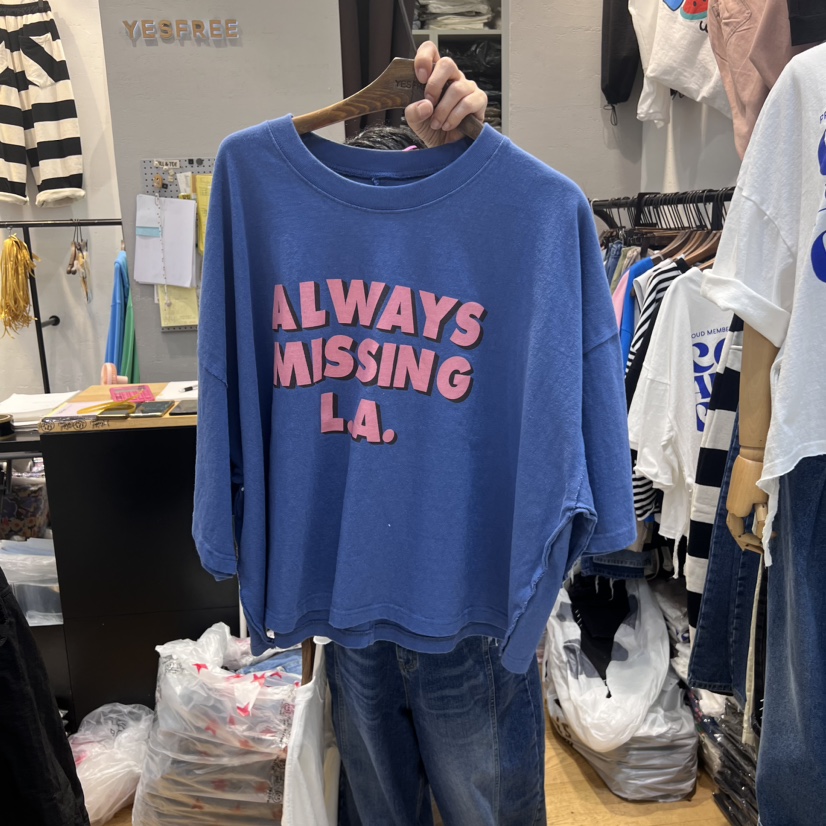 YESFREE
ALWAYS
MISSING
L.A.